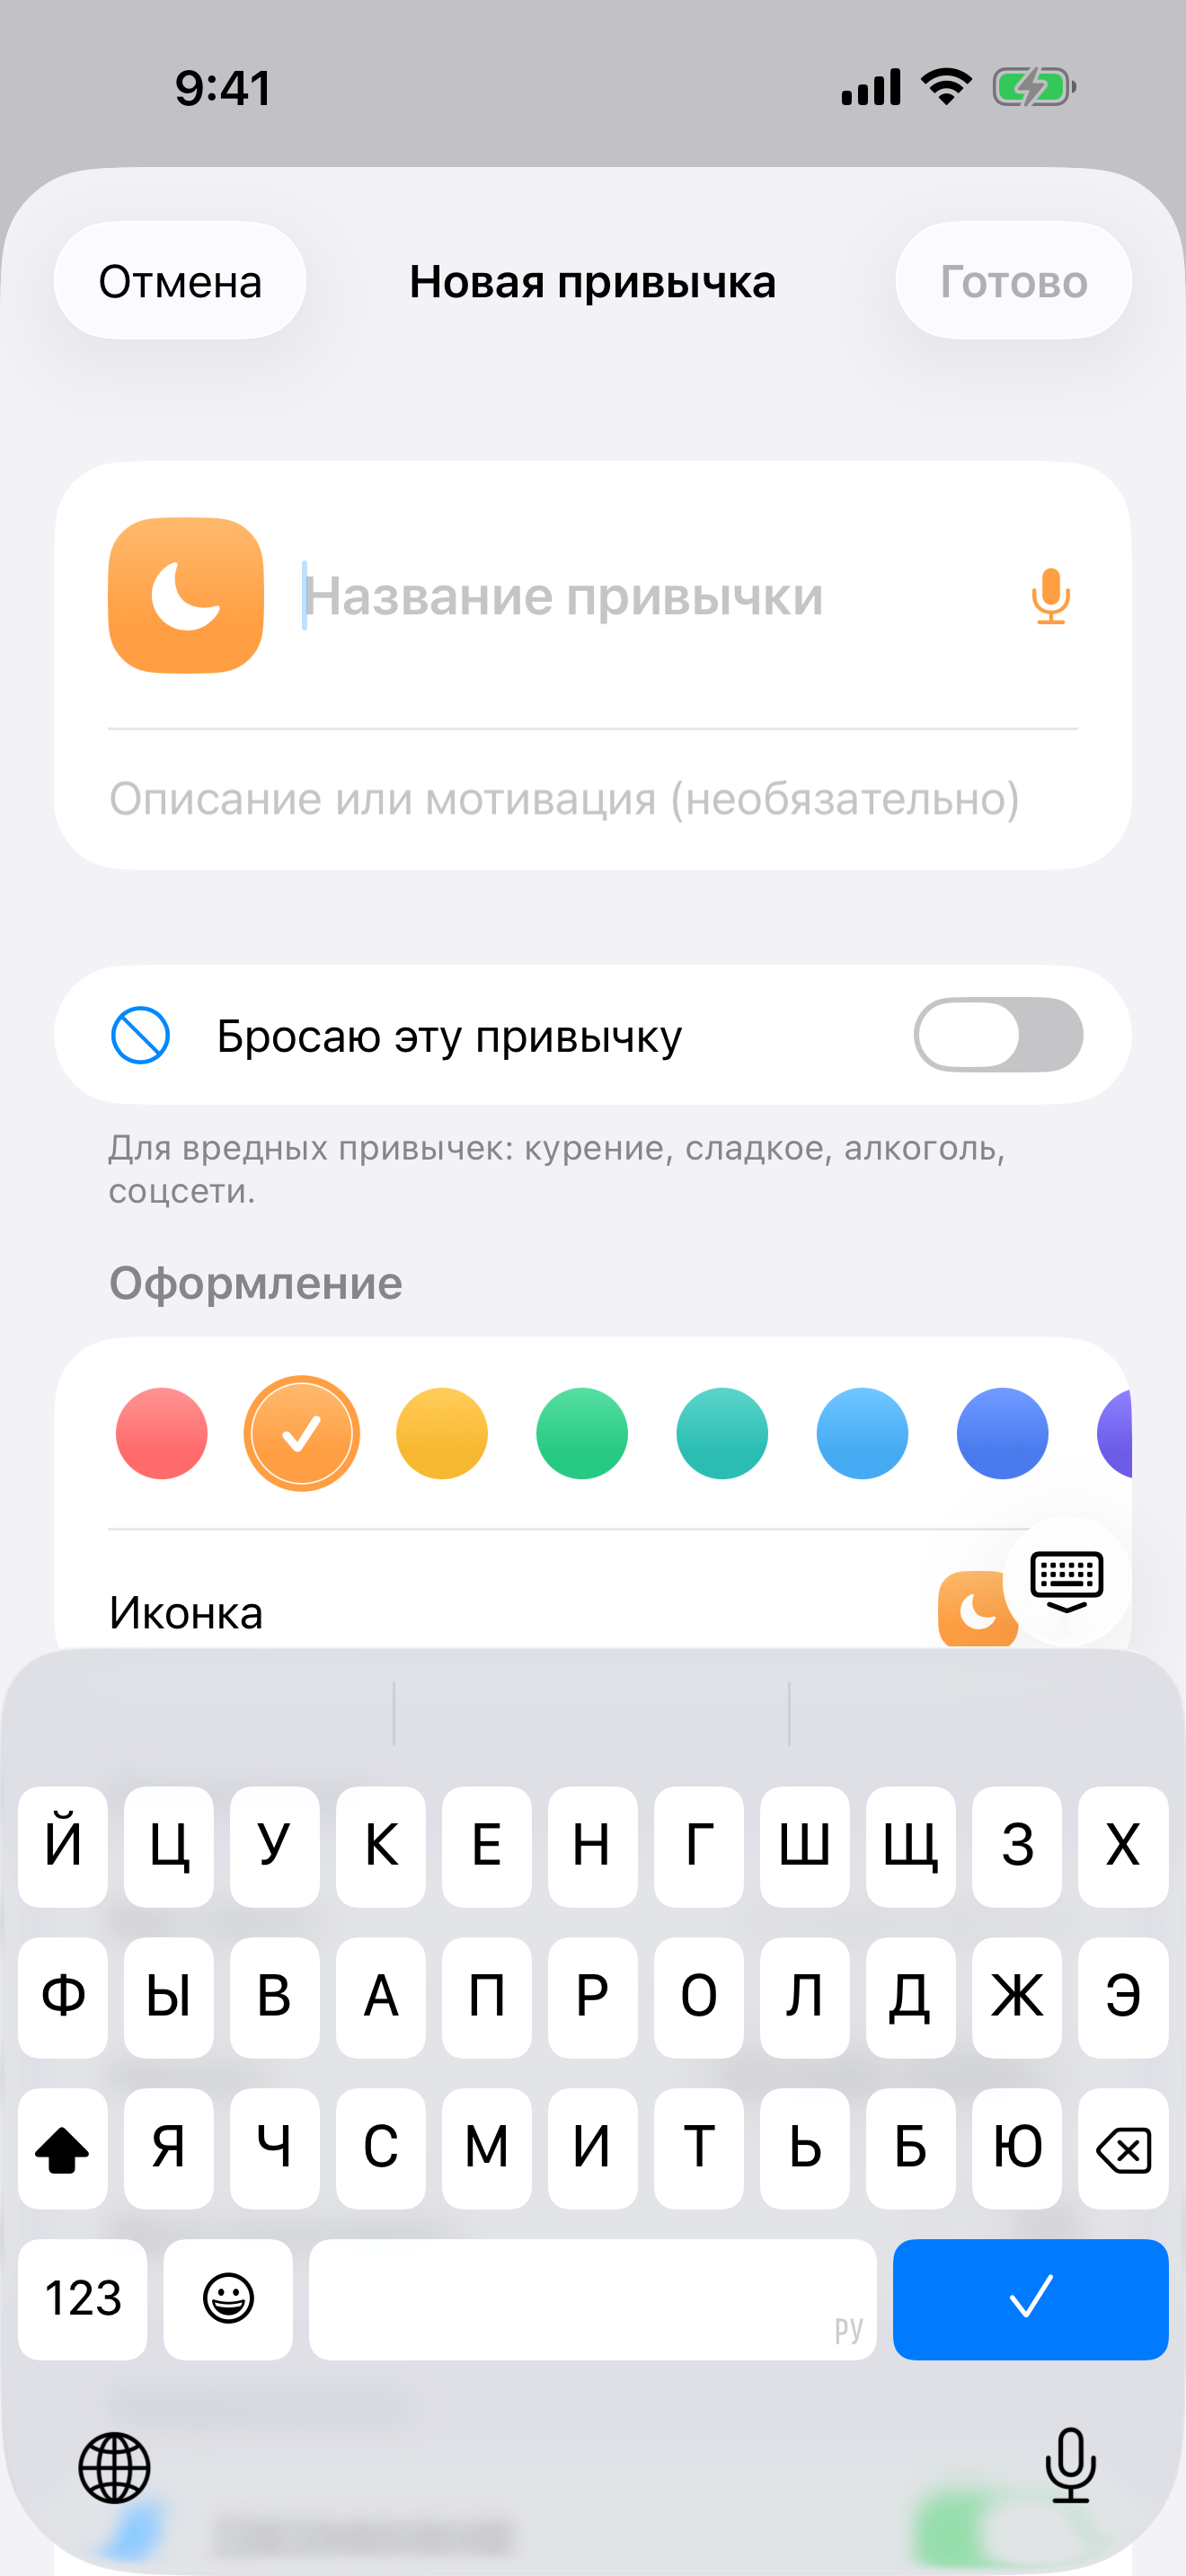 9:41
Отмена
Новая привычка
Готово
Название привычки
Описание или мотивация (необязательно)
Бросаю эту привычку
Для вредных привычек: курение, сладкое, алкоголь,
соцсети.
Оформление
Иконка
Й Ц У К Е Н Г Ш Щ З Х
Ф Ы В А П Р О Л Д Ж Э
Я Ч С М И Т Ь Б Ю
123
РУ